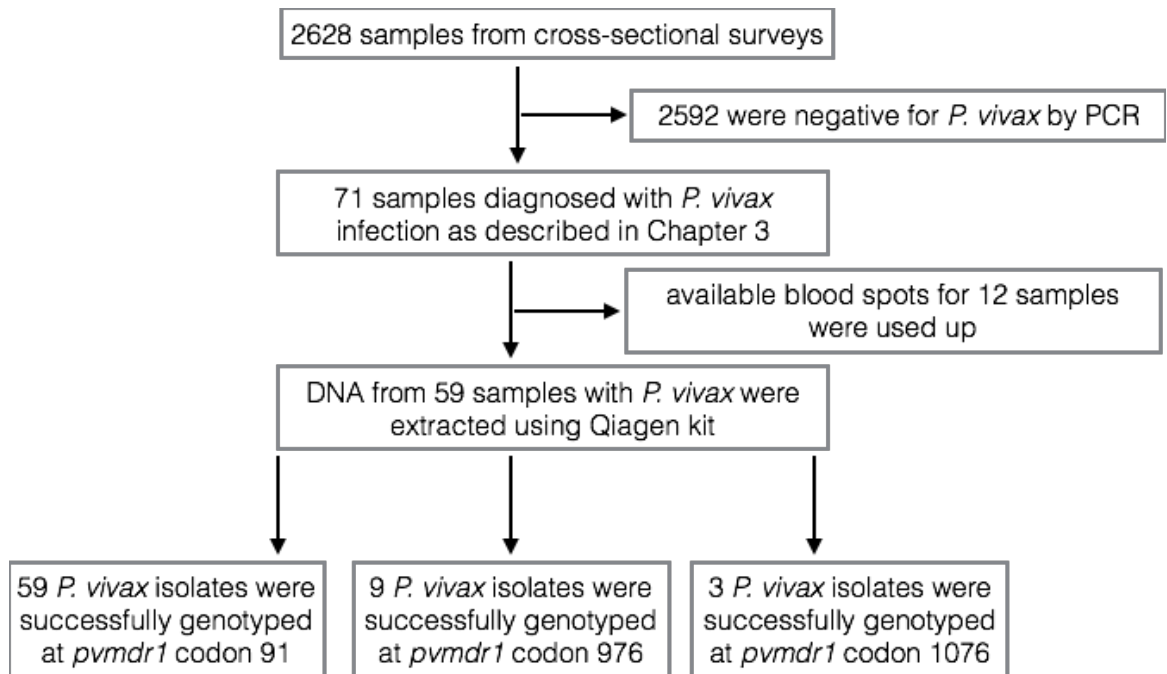 2628 samples from cross-sectional surveys
2592 were negative for P. vivax by PCR
71 samples diagnosed with P. vivax
infection as described in Chapter 3
available blood spots for 12 samples
were used up
DNA from 59 samples with P. vivax were
extracted using Qiagen kit
59 P. vivax isolates were
successfully genotyped
at pvmdr1 codon 91
9 P. vivax isolates were
successfully genotyped
at pvmdr1 codon 976
3 P. vivax isolates were
successfully genotyped
at pvmdr1 codon 1076